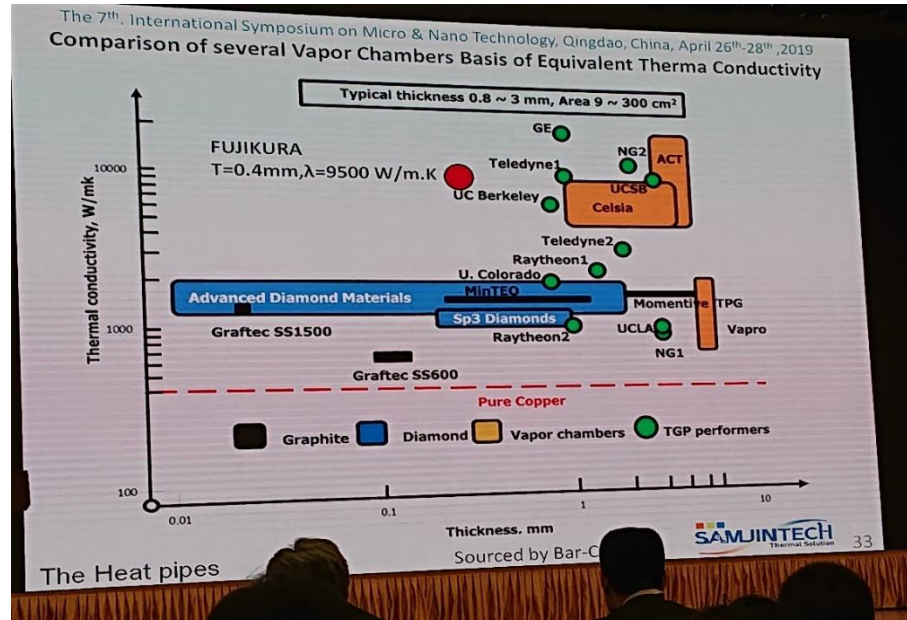 The 7th. International Symposium on Micro & Nano Technology, Qingdao, China, April 26th-28th ,2019
Comparison of several Vapor Chambers Basis of Equivalent Therma Conductivity
Typical thickness 0.8 ~ 3 mm, Area 9 ~ 300 cm²
GE
FUJIKURA
T=0.4mm,λ=9500 W/m.K
NG2
ACT
Teledyne1
UCSB
UC Berkeley
Celsia
Teledyne2
Raytheon1
U. Colorado
MinTEQ
Advanced Diamond Materials
Momentive TPG
Sp3 Diamonds
Graftec SS1500
Raytheon2
UCLA
Vapro
NG1
Graftec SS600
Pure Copper
Graphite
Diamond
Vapor chambers
TGP performers
Thermal conductivity, W/mk
10000
1000
100
0.01
0.1
1
10
Thickness. mm
Sourced by Bar-C
SAMJINTECH
Thermal Solution
33
The Heat pipes